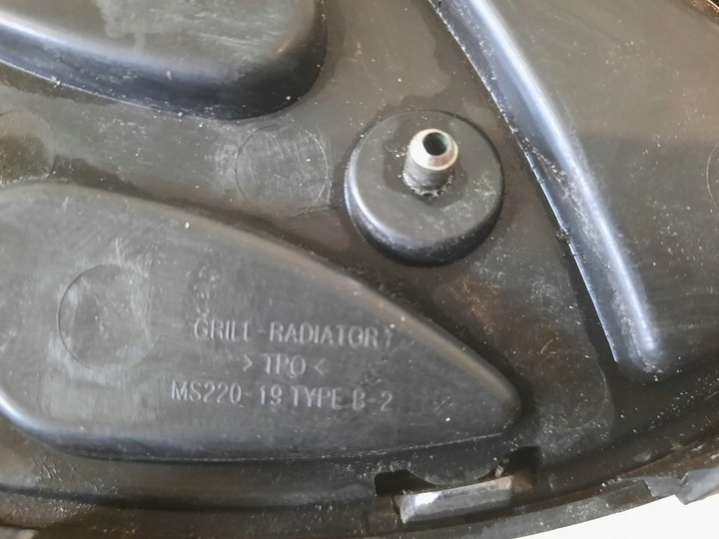 GRILL-RADIATOR
>TPO<
MS220-19 TYPE B-2